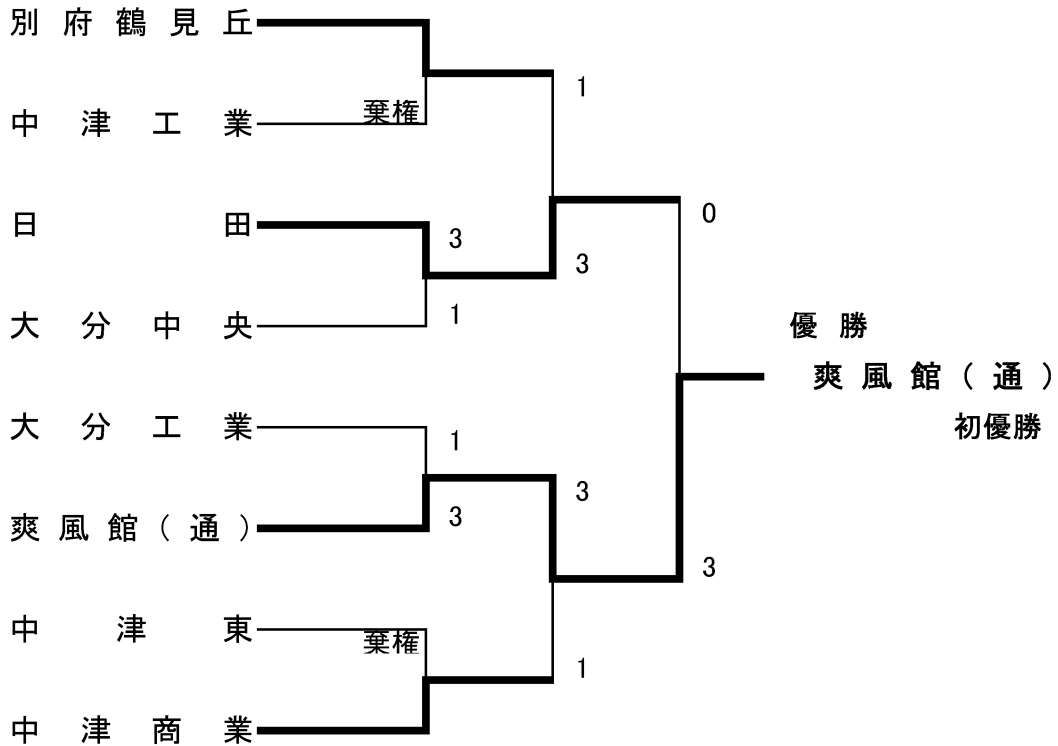 別府鶴見丘
1
中津工業
棄権
日田
3
0
3
大分中央
1
優勝
爽風館(通)
初優勝
大分工業
1
3
爽風館(通)
3
3
中津東
棄権
1
中津商業